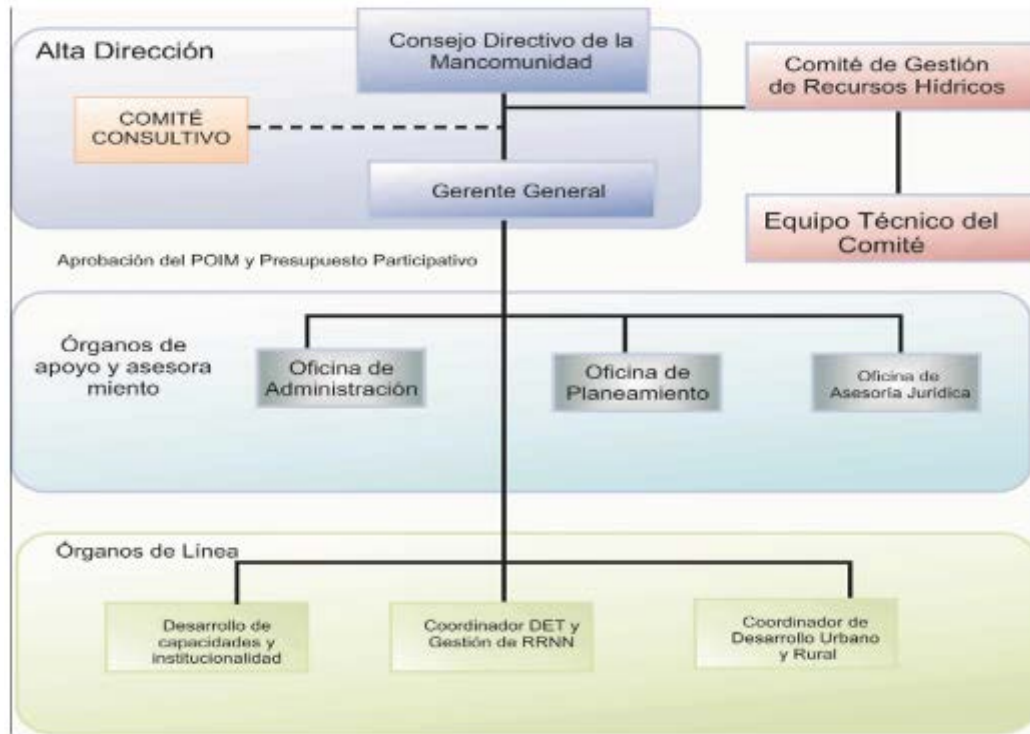 Alta Dirección
Consejo Directivo de la
Mancomunidad
Comité de Gestión
de Recursos Hídricos
COMITÉ
CONSULTIVO
Gerente General
Equipo Técnico del
Comité
Aprobación del POIM y Presupuesto Participativo
Órganos de
apoyo y asesora
miento
Oficina de
Administración
Oficina de
Planeamiento
Oficina de
Asesoría Jurídica
Órganos de Línea
Desarrollo de
capacidades y
institucionalidad
Coordinador DET y
Gestión de RRNN
Coordinador de
Desarrollo Urbano
y Rural